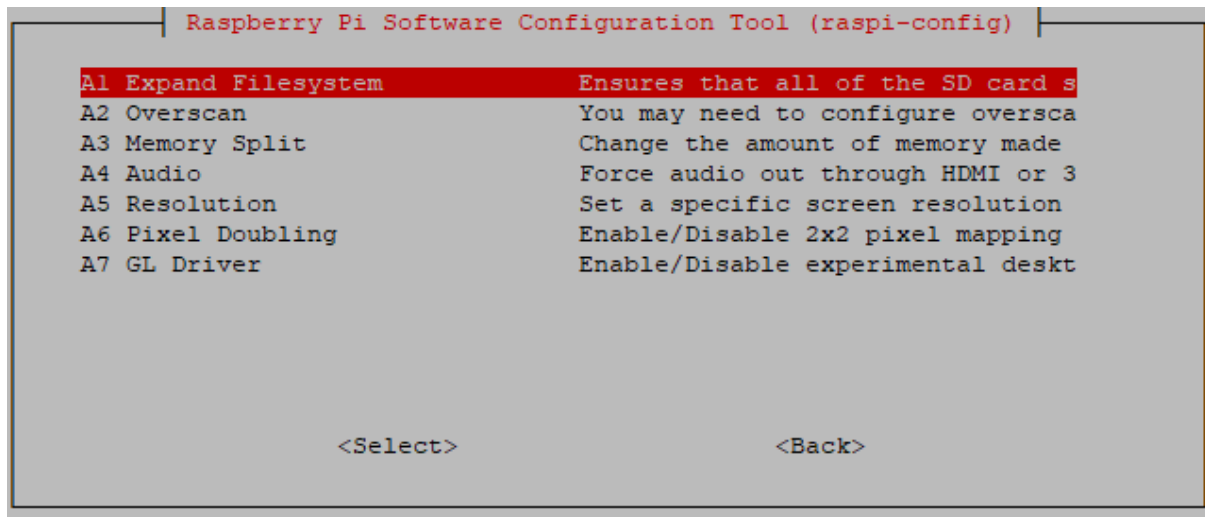 Raspberry Pi Software Configuration Tool (raspi-config)
A1 Expand Filesystem Ensures that all of the SD card s
A2 Overscan You may need to configure oversca
A3 Memory Split Change the amount of memory made
A4 Audio Force audio out through HDMI or 3
A5 Resolution Set a specific screen resolution
A6 Pixel Doubling Enable/Disable 2x2 pixel mapping
A7 GL Driver Enable/Disable experimental deskt
<Select> <Back>